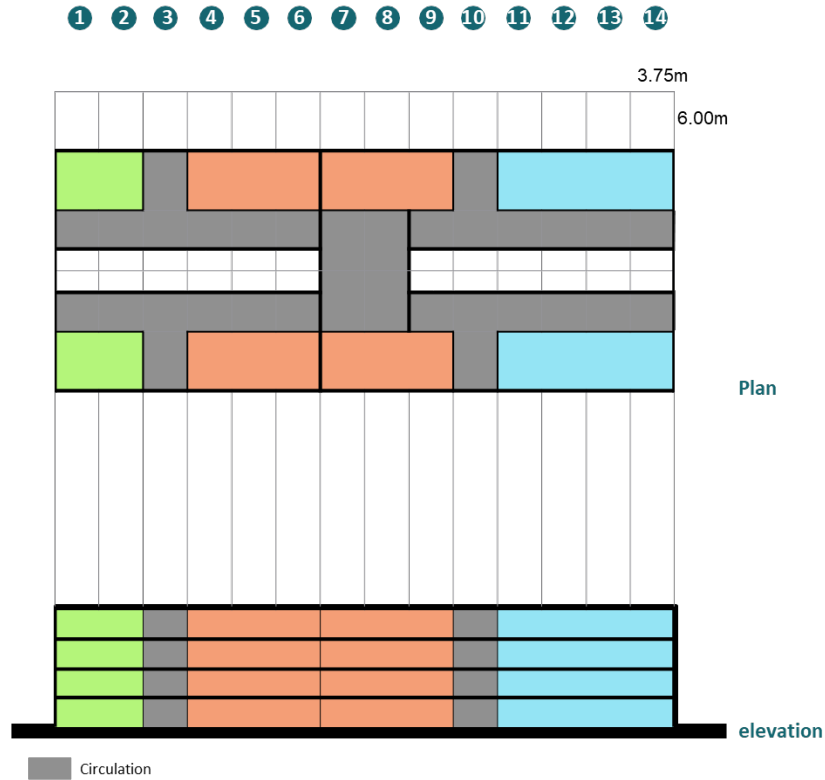 1 2 3 4 5 6 7 8 9 10 11 12 13 14
3.75m
6.00m
Plan
elevation
Circulation